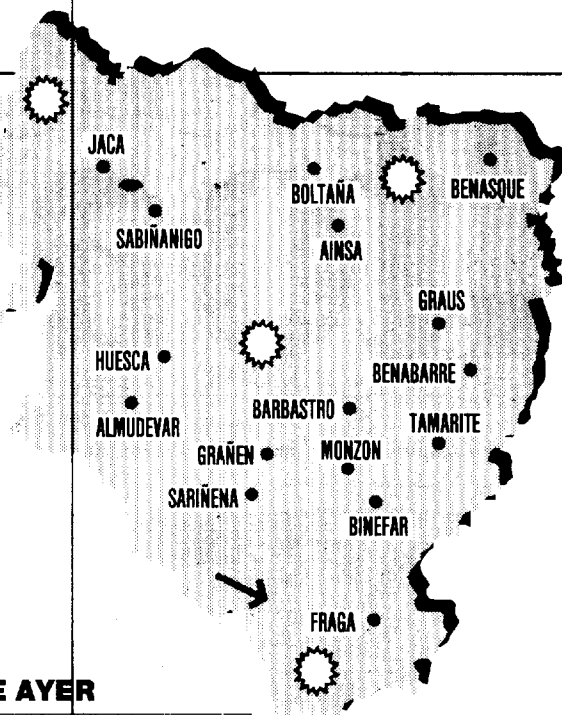 JACA
BOLTAÑA
BENASQUE
SABIÑANIGO
AINSA
GRAUS
HUESCA
BENABARRE
BARBASTRO
ALMUDEVAR
TAMARITE
GRAÑEN
MONZON
SARIÑENA
BINEFAR
FRAGA
E AYER